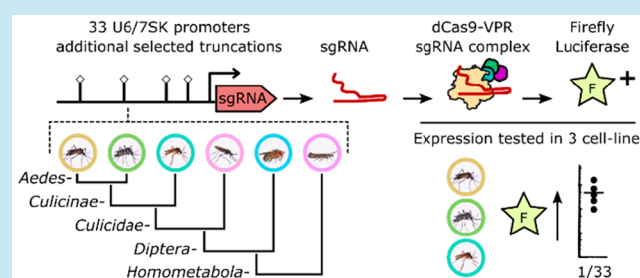 33 U6/7SK promoters
additional selected truncations
sgRNA
dCas9-VPR
sgRNA complex
Firefly
Luciferase
sgRNA
F
+
Expression tested in 3 cell-line
Aedes-
Culicinae-
Culicidae-
Diptera-
Homometabola-
F
1/33